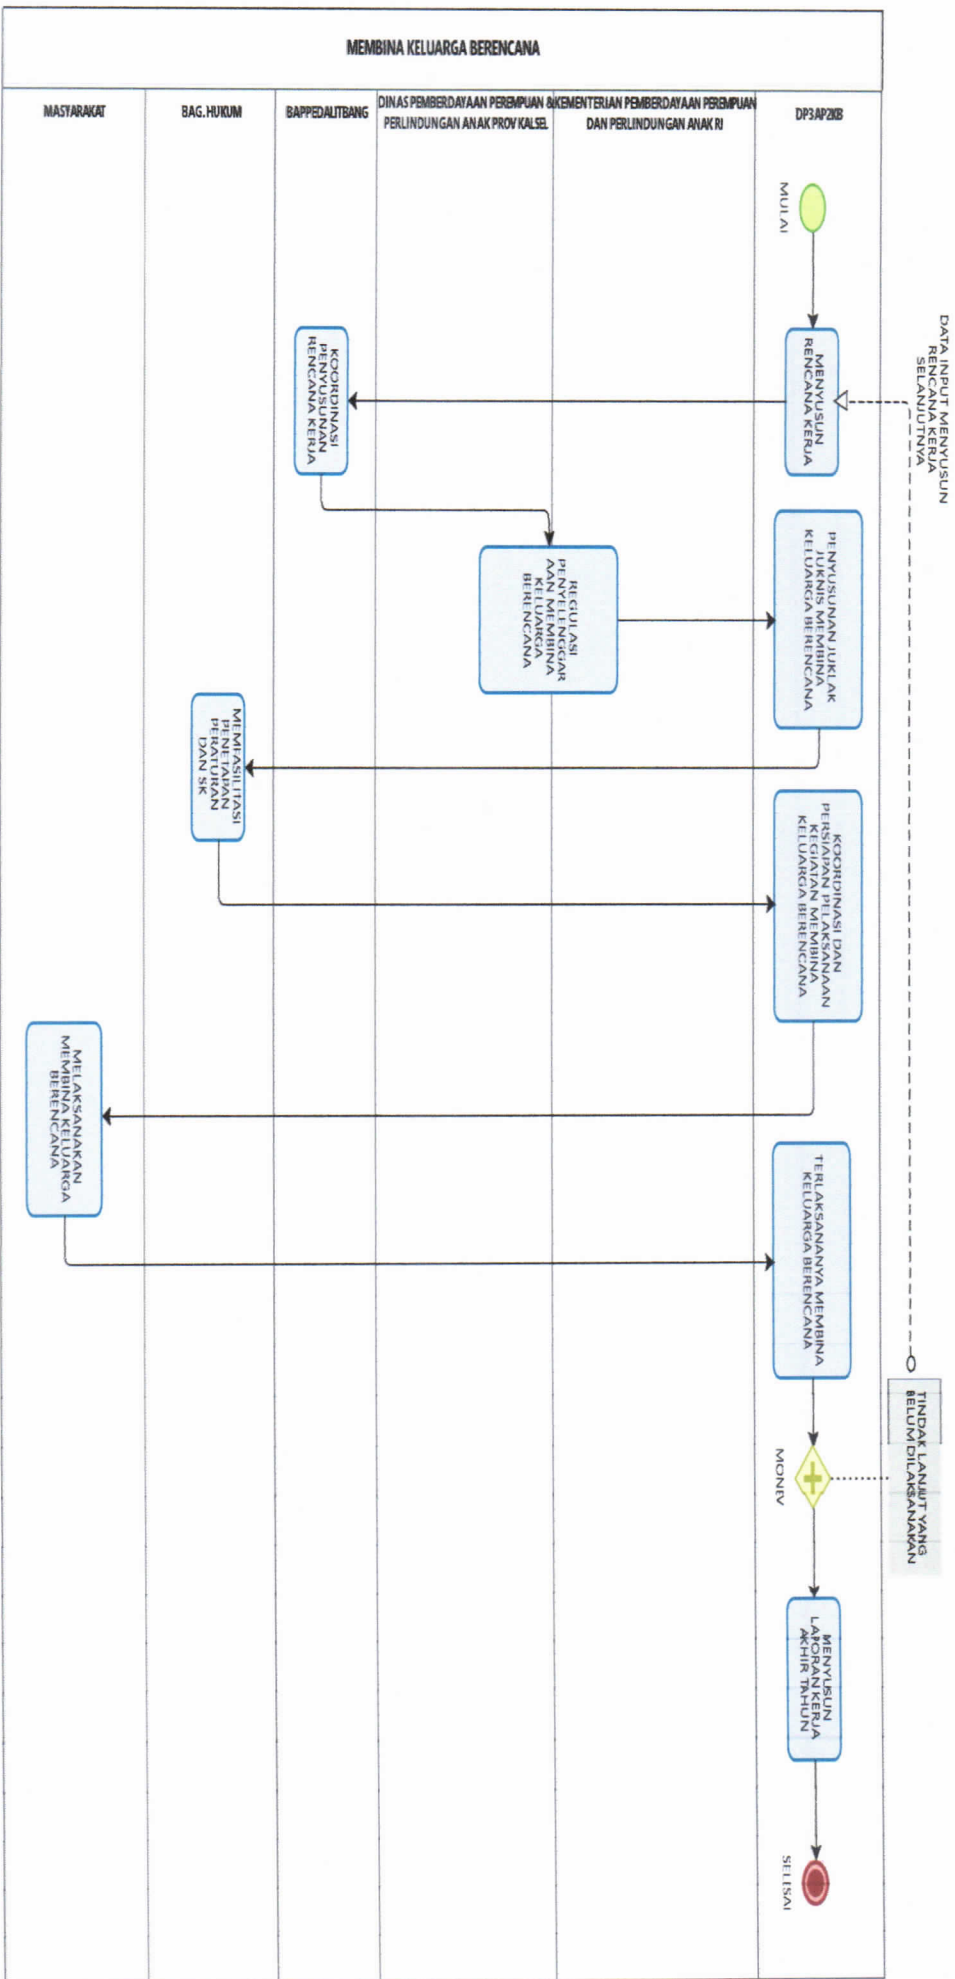 MEMBINA KELUARGA BERENCANA
MASYARAKAT
BAG. HUKUM
BAPPEDALITBANG
DINAS PEMBERDAYAAN PEREMPUAN &
PERLINDUNGAN ANAK PROV KALSEL
KEMENTERIAN PEMBERDAYAAN PEREMPUAN
DAN PERLINDUNGAN ANAK RI
DP3AP2KB
MULAI
DATA INPUT MENYUSUN
RENCANA KERJA
SELANJUTNYA
MENYUSUN
RENCANA KERJA
KOORDINASI
PENYUSUNAN
RENCANA KERJA
REGULASI
PENYELENGGAR
AAN MEMBINA
KELUARGA
BERENCANA
PENYUSUNAN JUKLAK
JUKNIS MEMBINA
KELUARGA BERENCANA
MEMFASILITASI
PENETAPAN
PERATURAN
DAN SK
KOORDINASI DAN
PERSIAPAN PELAKSANAAN
KEGIATAN MEMBINA
KELUARGA BERENCANA
MELAKSANAKAN
MEMBINA KELUARGA
BERENCANA
TERLAKSANANYA MEMBINA
KELUARGA BERENCANA
MONEV
TINDAK LANJUT YANG
BELUM DILAKSANAKAN
MENYUSUN
LAPORAN KERJA
AKHIR TAHUN
SELESAI